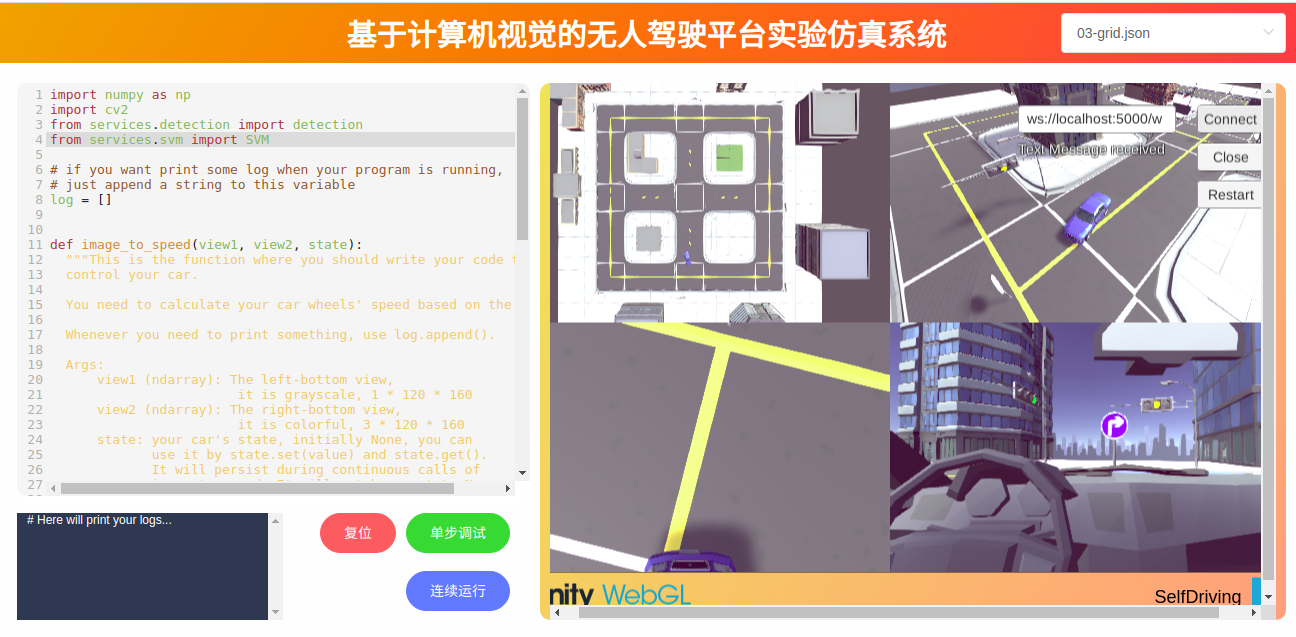 基于计算机视觉的无人驾驶平台实验仿真系统
03-grid.json
1 import numpy as np
2 import cv2
3 from services.detection import detection
4 from services.svm import SVM
5
6 # if you want print some log when your program is running,
7 # just append a string to this variable
8 log = []
9
10
11 def image_to_speed(view1, view2, state):
12 """This is the function where you should write your code
13 control your car.
14
15 You need to calculate your car wheels' speed based on the
16
17 Whenever you need to print something, use log.append().
18
19 Args:
20 view1 (ndarray): The left-bottom view,
21 it is grayscale, 1 * 120 * 160
22 view2 (ndarray): The right-bottom view,
23 it is colorful, 3 * 120 * 160
24 state: your car's state, initially None, you can
25 use it by state.set(value) and state.get().
26 It will persist during continuous calls of
27
# Here will print your logs...
复位
单步调试
连续运行
ws://localhost:5000/w
Connect
Text Message received
Close
Restart
nity WebGL
SelfDriving